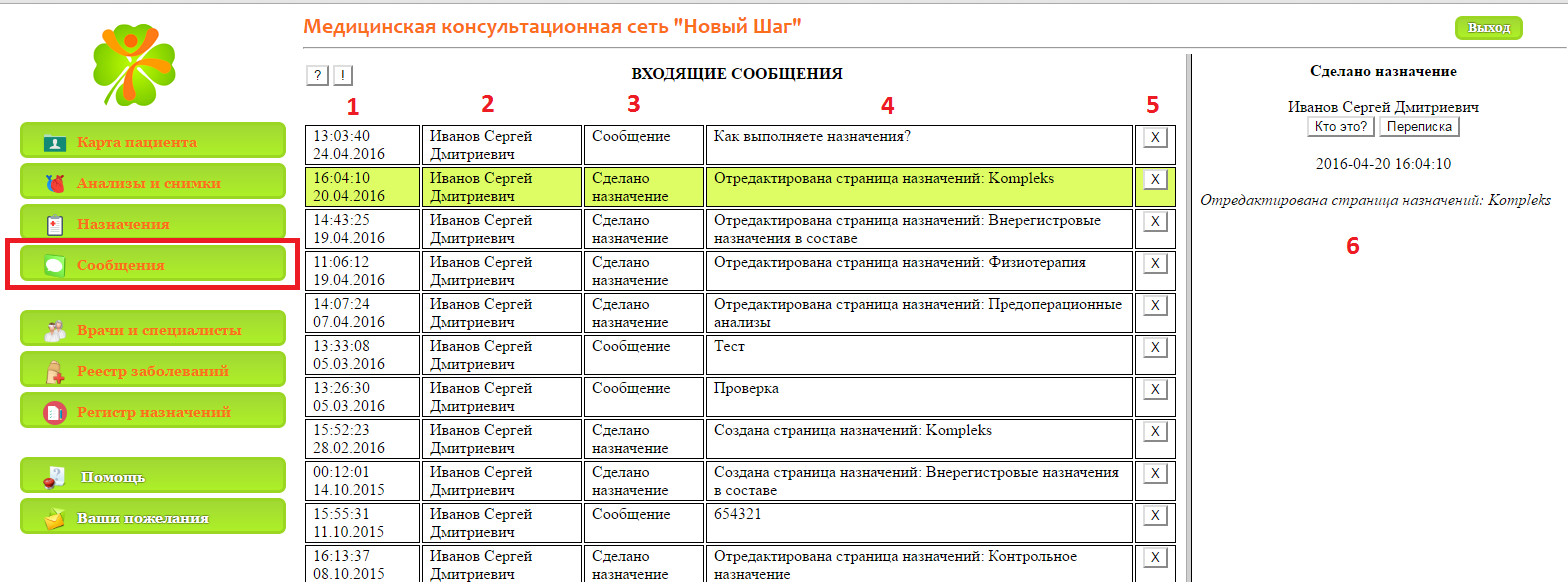 Медицинская консультационная сеть "Новый Шаг"
Выход
Карта пациента
Анализы и снимки
Назначения
Сообщения
Врачи и специалисты
Реестр заболеваний
Регистр назначений
Помощь
Ваши пожелания
? !
ВХОДЯЩИЕ СООБЩЕНИЯ
1 2 3 4 5
13:03:40 Иванов Сергей Сообщение Как выполняете назначения? X
24.04.2016 Дмитриевич
16:04:10 Иванов Сергей Сделано Отредактирована страница назначений: Kompleks X
20.04.2016 Дмитриевич назначение
14:43:25 Иванов Сергей Сделано Отредактирована страница назначений: Внерегистровые X
19.04.2016 Дмитриевич назначение назначения в составе
11:06:12 Иванов Сергей Сделано Отредактирована страница назначений: Физиотерапия X
19.04.2016 Дмитриевич назначение
14:07:24 Иванов Сергей Сделано Отредактирована страница назначений: Предоперационные X
07.04.2016 Дмитриевич назначение анализы
13:33:08 Иванов Сергей Сообщение Тест X
05.03.2016 Дмитриевич
13:26:30 Иванов Сергей Сообщение Проверка X
05.03.2016 Дмитриевич
15:52:23 Иванов Сергей Сделано Создана страница назначений: Kompleks X
28.02.2016 Дмитриевич назначение
00:12:01 Иванов Сергей Сделано Создана страница назначений: Внерегистровые назначения X
14.10.2015 Дмитриевич назначение в составе
15:55:31 Иванов Сергей Сообщение 654321 X
11.10.2015 Дмитриевич
16:13:37 Иванов Сергей Сделано Отредактирована страница назначений: Контрольное X
08.10.2015 Дмитриевич назначение назначение
Сделано назначение
Иванов Сергей Дмитриевич
Кто это? Переписка
2016-04-20 16:04:10
Отредактирована страница назначений: Kompleks
6